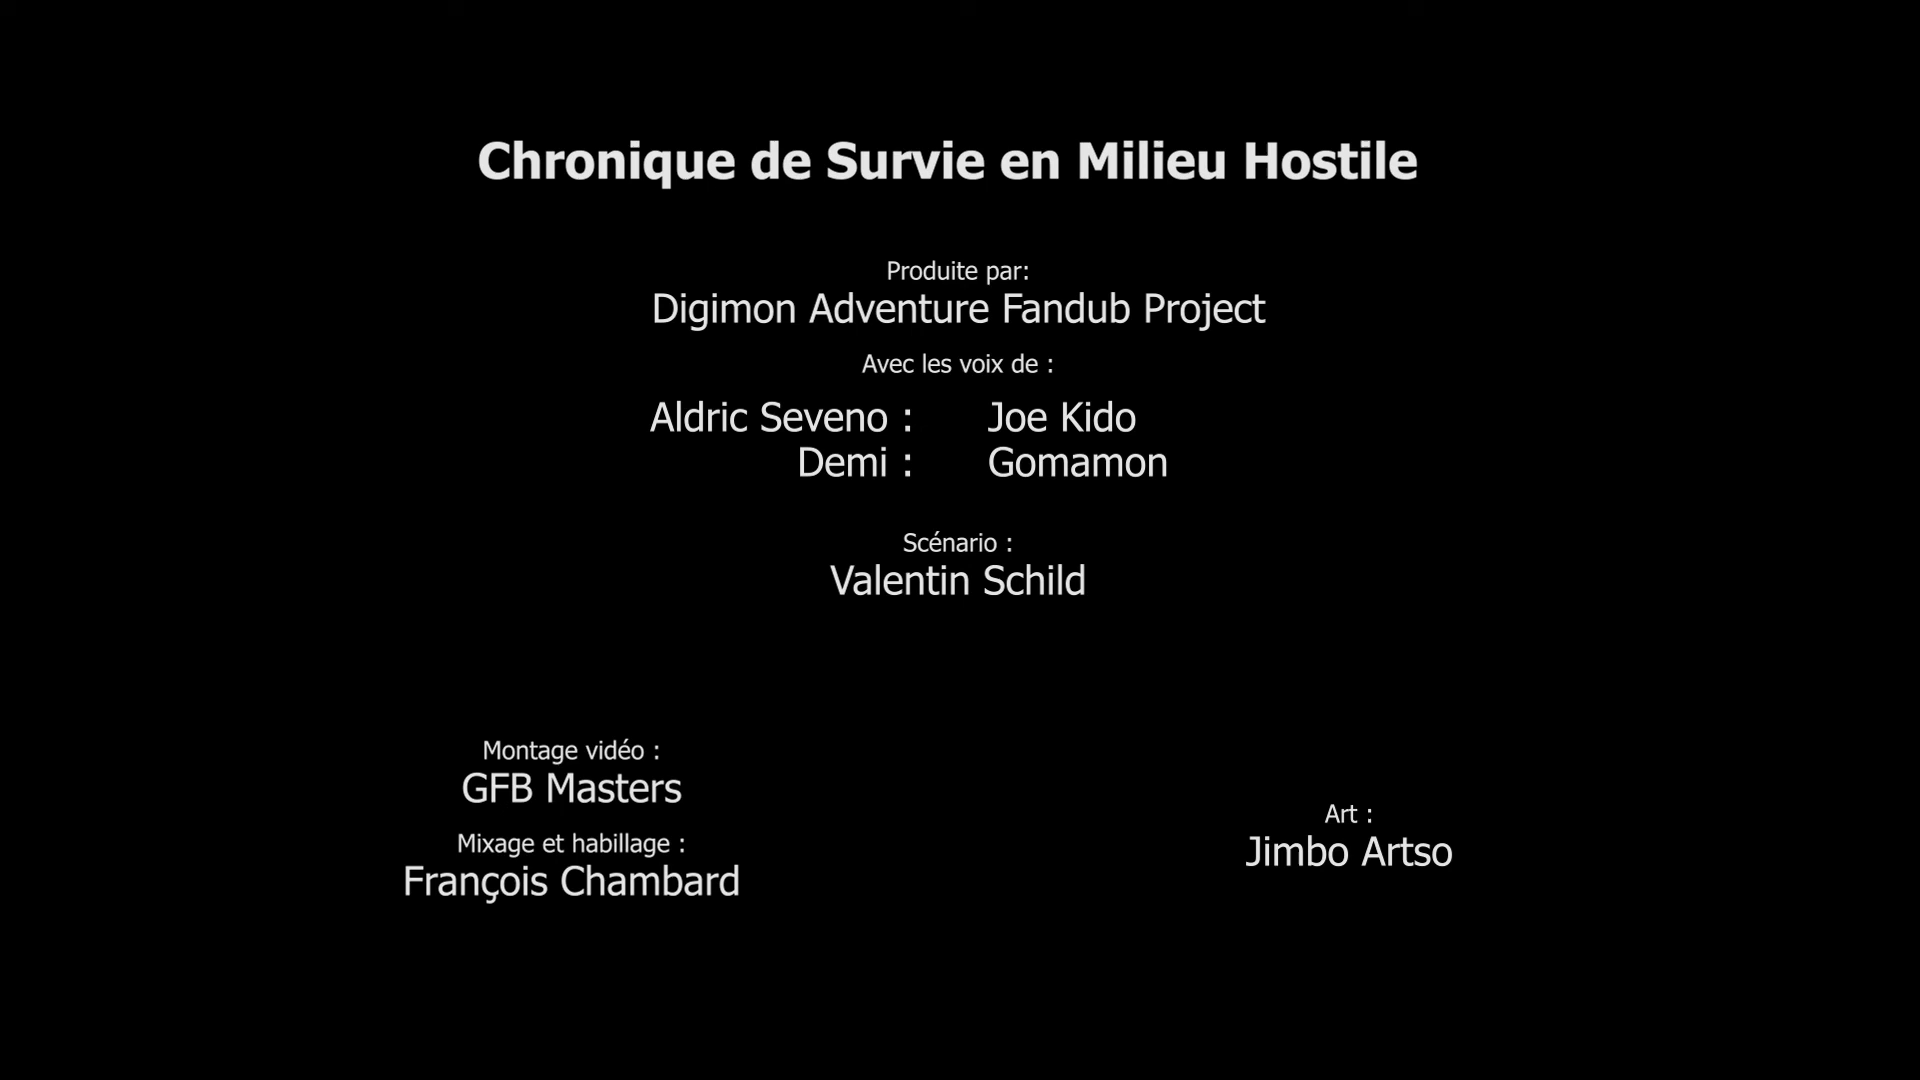 Chronique de Survie en Milieu Hostile
Produite par:
Digimon Adventure Fandub Project
Avec les voix de :
Aldric Seveno : Joe Kido
Demi : Gomamon
Scénario :
Valentin Schild
Montage vidéo :
GFB Masters
Mixage et habillage :
François Chambard
Art :
Jimbo Artso